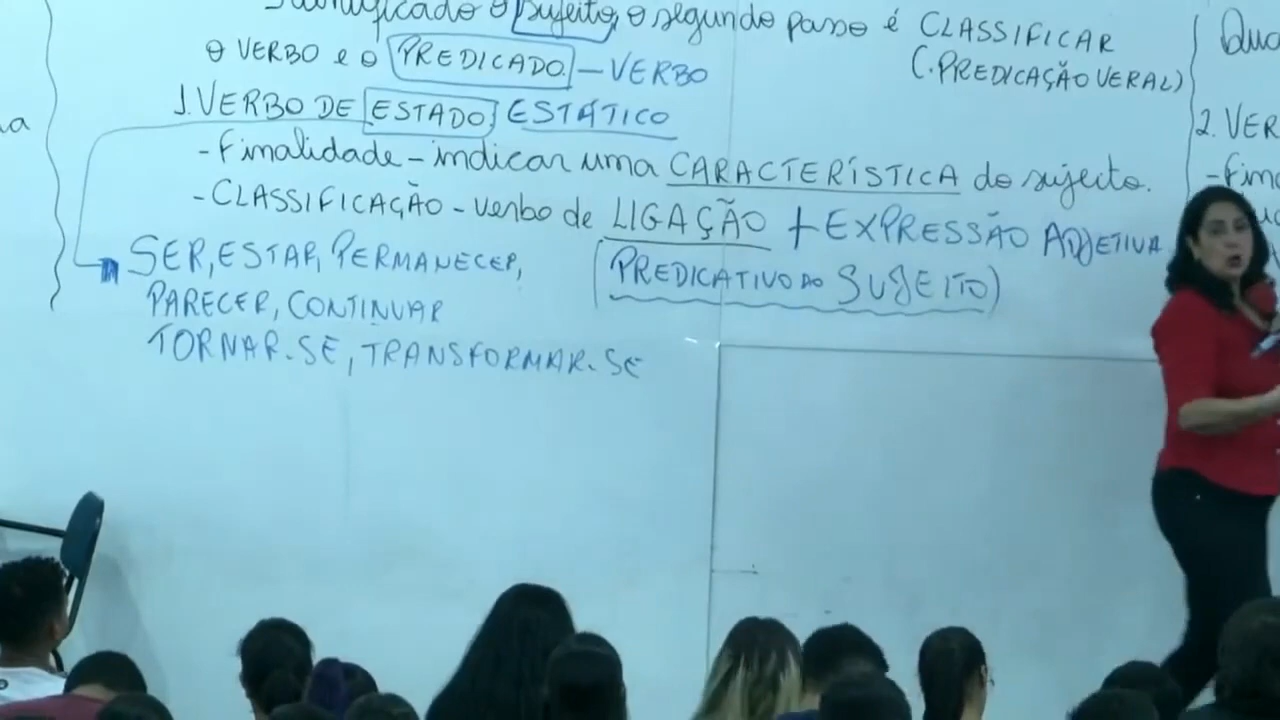 Identificado o sujeito, o segundo passo é CLASSIFICAR
O VERBO e o PREDICADO - VERBO
(.PREDICAÇÃO VERAL)
1. VERBO DE ESTADO, ESTÁTICO
- Finalidade - indicar uma CARACTERÍSTICA do sujeito.
- CLASSIFICAÇÃO - verbo de LIGAÇÃO + EXPRESSÃO ADJETIVA
(PREDICATIVO do SUJEITO)
SER, ESTAR, PERMANECER,
PARECER, CONTINUAR
TORNAR-SE, TRANSFORMAR-SE
2. VER